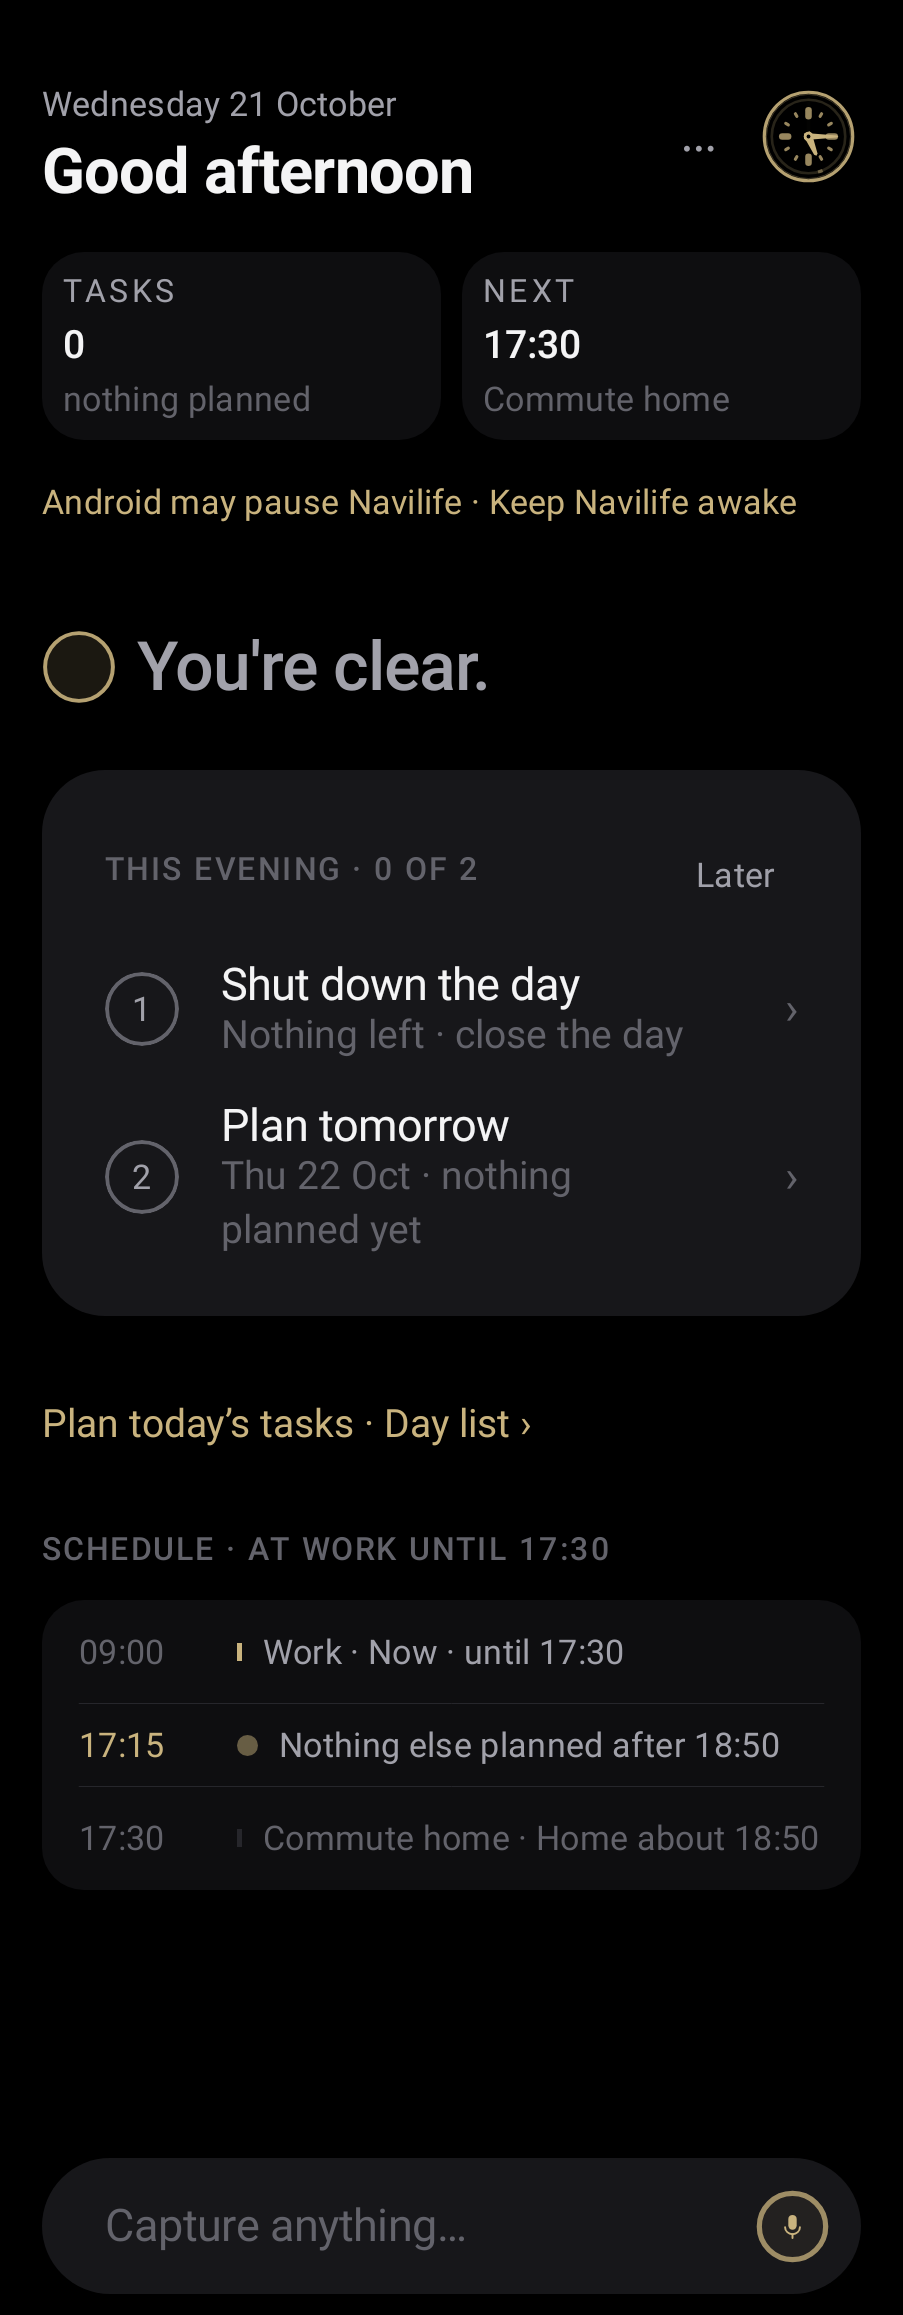 Wednesday 21 October
Good afternoon
...
TASKS
0
nothing planned
NEXT
17:30
Commute home
Android may pause Navilife · Keep Navilife awake
You're clear.
THIS EVENING · 0 OF 2
Later
1
Shut down the day
Nothing left · close the day
›
2
Plan tomorrow
Thu 22 Oct · nothing
planned yet
›
Plan today’s tasks · Day list ›
SCHEDULE · AT WORK UNTIL 17:30
09:00 Work · Now · until 17:30
17:15 Nothing else planned after 18:50
17:30 Commute home · Home about 18:50
Capture anything…